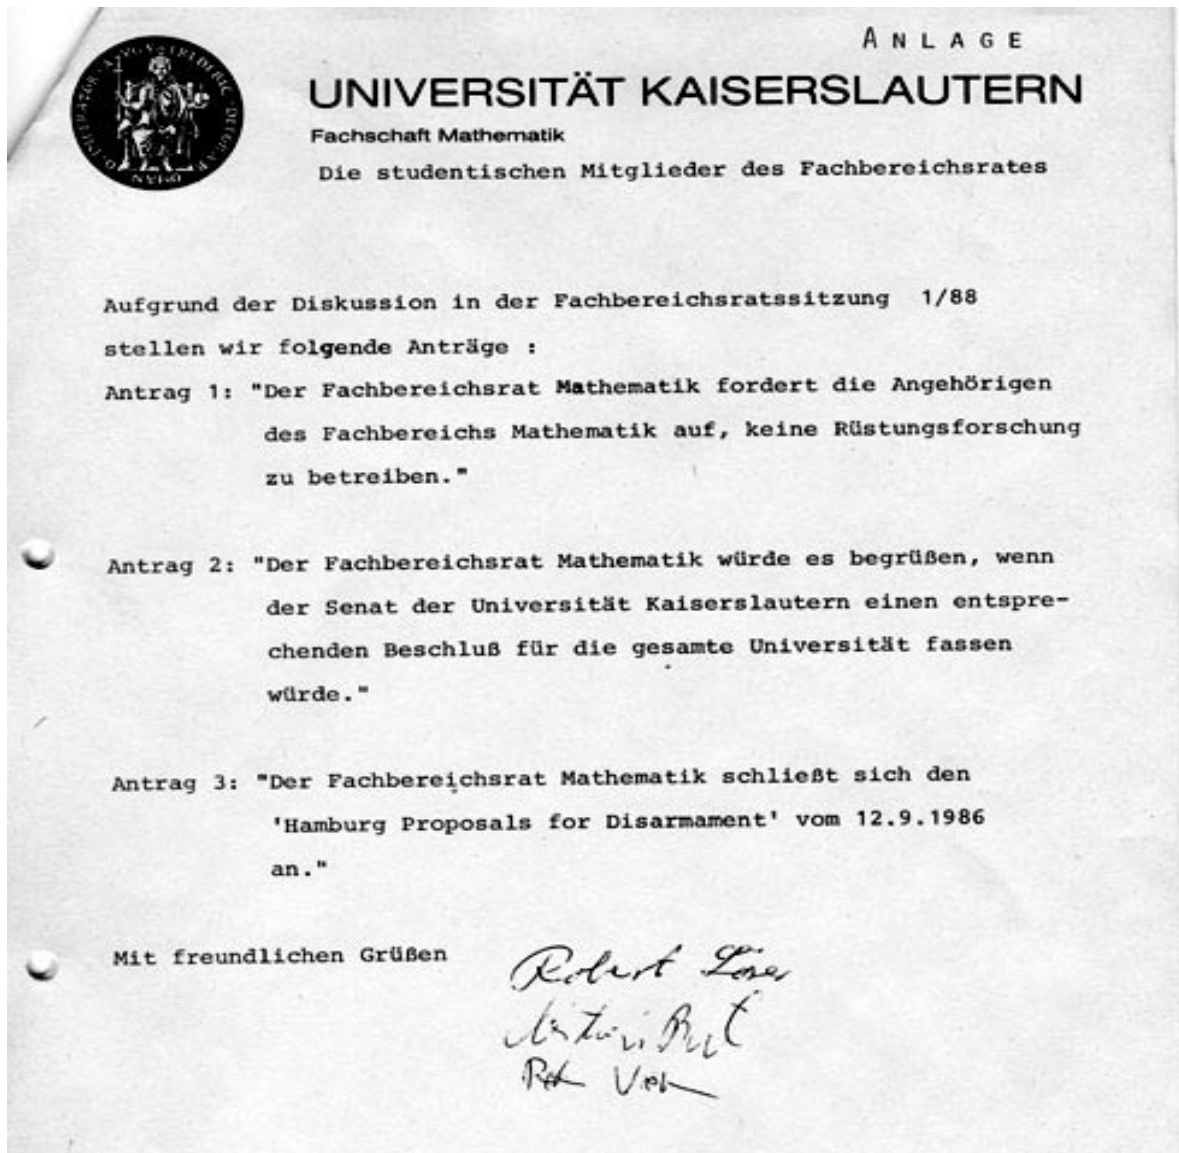 ANLAGE
UNIVERSITÄT KAISERSLAUTERN
Fachschaft Mathematik
Die studentischen Mitglieder des Fachbereichsrates
Aufgrund der Diskussion in der Fachbereichsratssitzung 1/88
stellen wir folgende Anträge :
Antrag 1: "Der Fachbereichsrat Mathematik fordert die Angehörigen
des Fachbereichs Mathematik auf, keine Rüstungsforschung
zu betreiben."
Antrag 2: "Der Fachbereichsrat Mathematik würde es begrüßen, wenn
der Senat der Universität Kaiserslautern einen entspre-
chenden Beschluß für die gesamte Universität fassen
würde."
Antrag 3: "Der Fachbereichsrat Mathematik schließt sich den
'Hamburg Proposals for Disarmament' vom 12.9.1986
an."
Mit freundlichen Grüßen
Robert